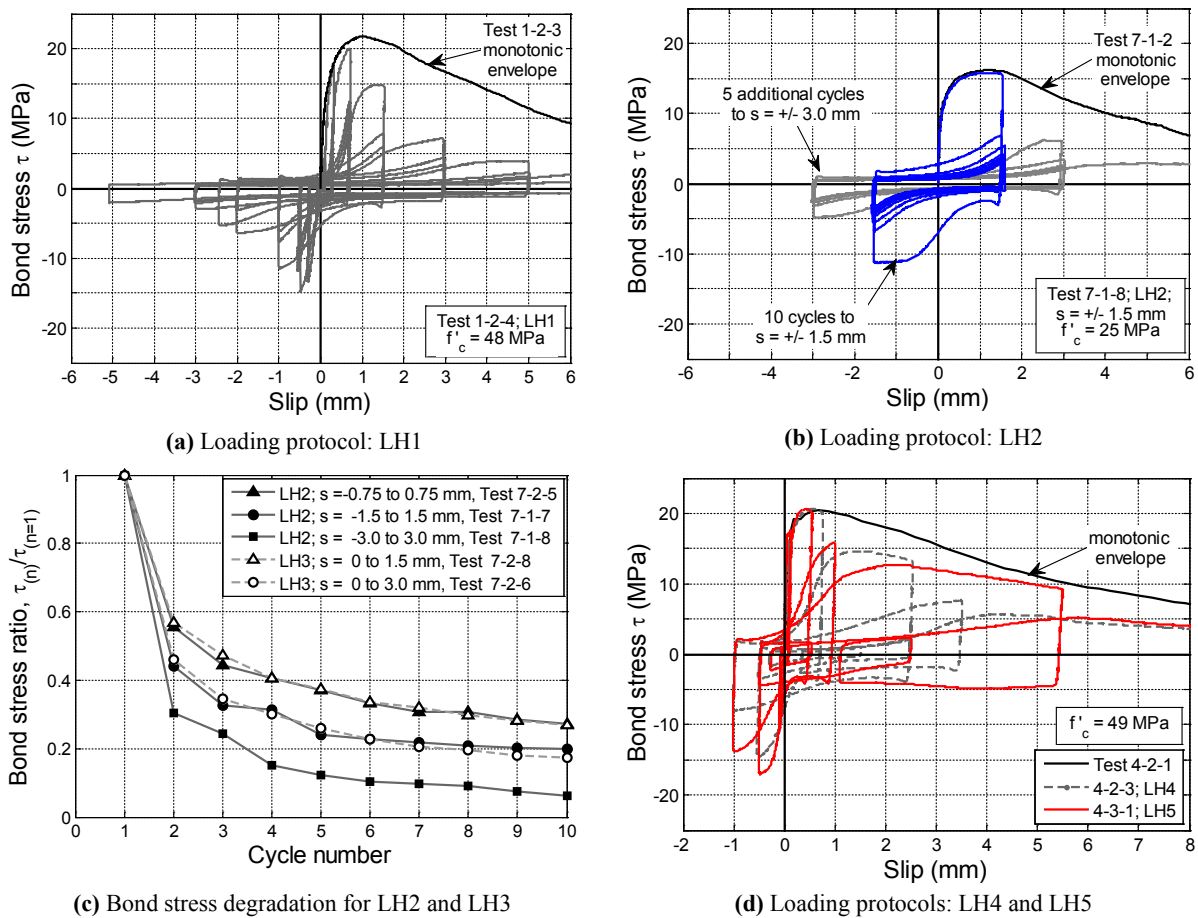 Test 1-2-3
monotonic
envelope
Bond stress τ (MPa)
20
10
0
-10
-20
Test 1-2-4; LH1
f'c = 48 MPa
-6 -5 -4 -3 -2 -1 0 1 2 3 4 5 6
Slip (mm)
(a) Loading protocol: LH1
Test 7-1-2
monotonic
envelope
5 additional cycles
to s = +/- 3.0 mm
Bond stress τ (MPa)
20
10
0
-10
-20
10 cycles to
s = +/- 1.5 mm
Test 7-1-8; LH2;
s = +/- 1.5 mm
f'c = 25 MPa
-6 -4 -2 0 2 4 6
Slip (mm)
(b) Loading protocol: LH2
Bond stress ratio, τ(n)/τ(n=1)
1
0.8
0.6
0.4
0.2
0
LH2; s =-0.75 to 0.75 mm, Test 7-2-5
LH2; s = -1.5 to 1.5 mm, Test 7-1-7
LH2; s = -3.0 to 3.0 mm, Test 7-1-8
LH3; s = 0 to 1.5 mm, Test 7-2-8
LH3; s = 0 to 3.0 mm, Test 7-2-6
0 1 2 3 4 5 6 7 8 9 10
Cycle number
(c) Bond stress degradation for LH2 and LH3
monotonic
envelope
Bond stress τ (MPa)
20
10
0
-10
-20
f'c = 49 MPa
Test 4-2-1
4-2-3; LH4
4-3-1; LH5
2 -1 0 1 2 3 4 5 6 7 8
Slip (mm)
(d) Loading protocols: LH4 and LH5